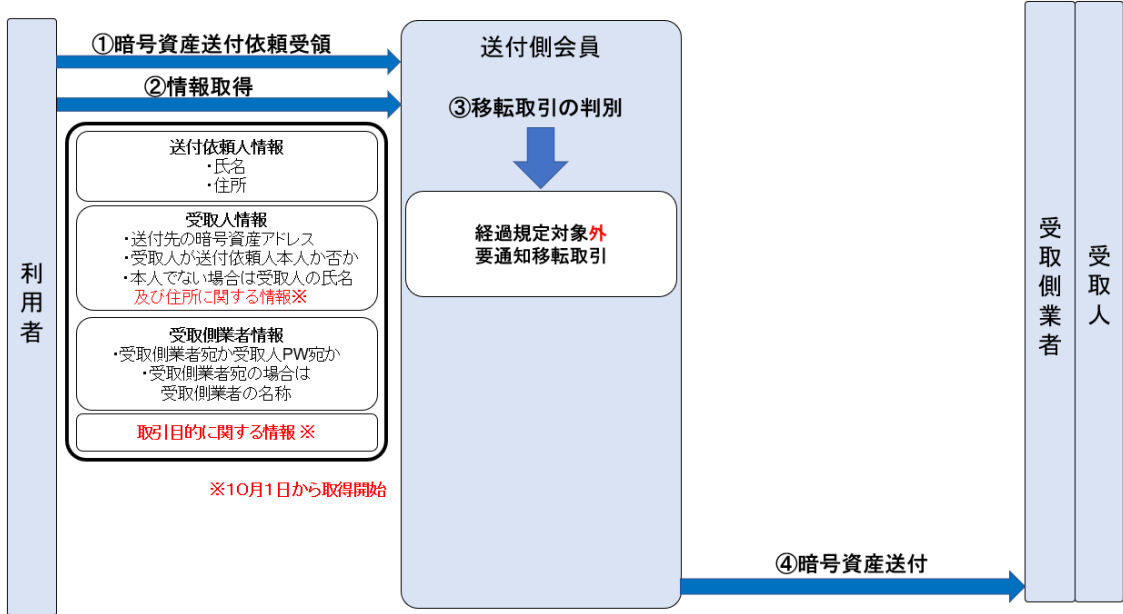 利用者
①暗号資産送付依頼受領
②情報取得
送付依頼人情報
・氏名
・住所
受取人情報
・送付先の暗号資産アドレス
・受取人が送付依頼人本人か否か
・本人でない場合は受取人の氏名
及び住所に関する情報※
受取側業者情報
・受取側業者宛か受取人PW宛か
・受取側業者宛の場合は
受取側業者の名称
取引目的に関する情報※
※10月1日から取得開始
送付側会員
③移転取引の判別
経過規定対象外
要通知移転取引
④暗号資産送付
受取側業者
受取人